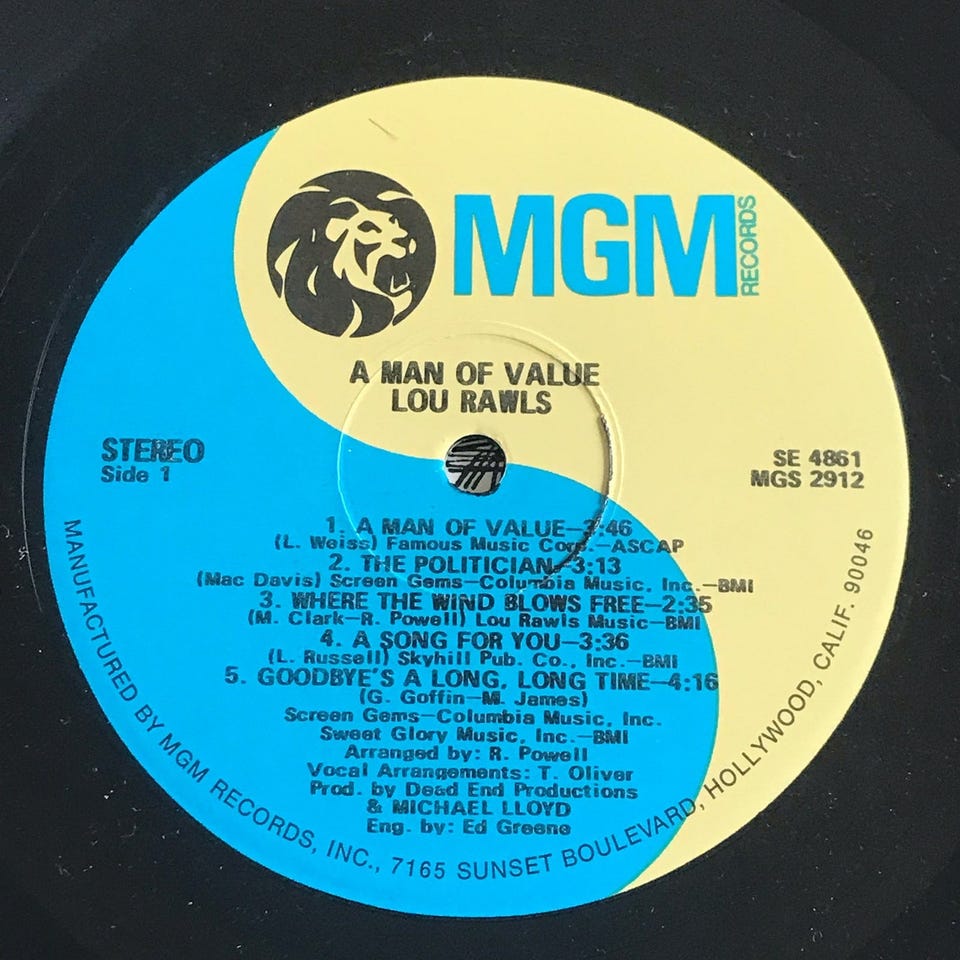 MGM
RECORDS
A MAN OF VALUE
LOU RAWLS
STEREO
Side 1
SE 4861
MGS 2912
1. A MAN OF VALUE—3:46
(L. Weiss) Famous Music Corp.—ASCAP
2. THE POLITICIAN—3:13
(Mac Davis) Screen Gems—Columbia Music, Inc.—BMI
3. WHERE THE WIND BLOWS FREE—2:35
(M. Clark—R. Powell) Lou Rawls Music—BMI
4. A SONG FOR YOU—3:36
(L. Russell) Skyhill Pub. Co., Inc.—BMI
5. GOODBYE'S A LONG, LONG TIME—4:16
(G. Goffin—M. James)
Screen Gems—Columbia Music, Inc.
Sweet Glory Music, Inc.—BMI
Arranged by: R. Powell
Vocal Arrangements: T. Oliver
Prod. by: Dead End Productions
& MICHAEL LLOYD
Eng. by: Ed Greene
MANUFACTURED BY MGM RECORDS, INC., 7165 SUNSET BOULEVARD, HOLLYWOOD, CALIF. 90046